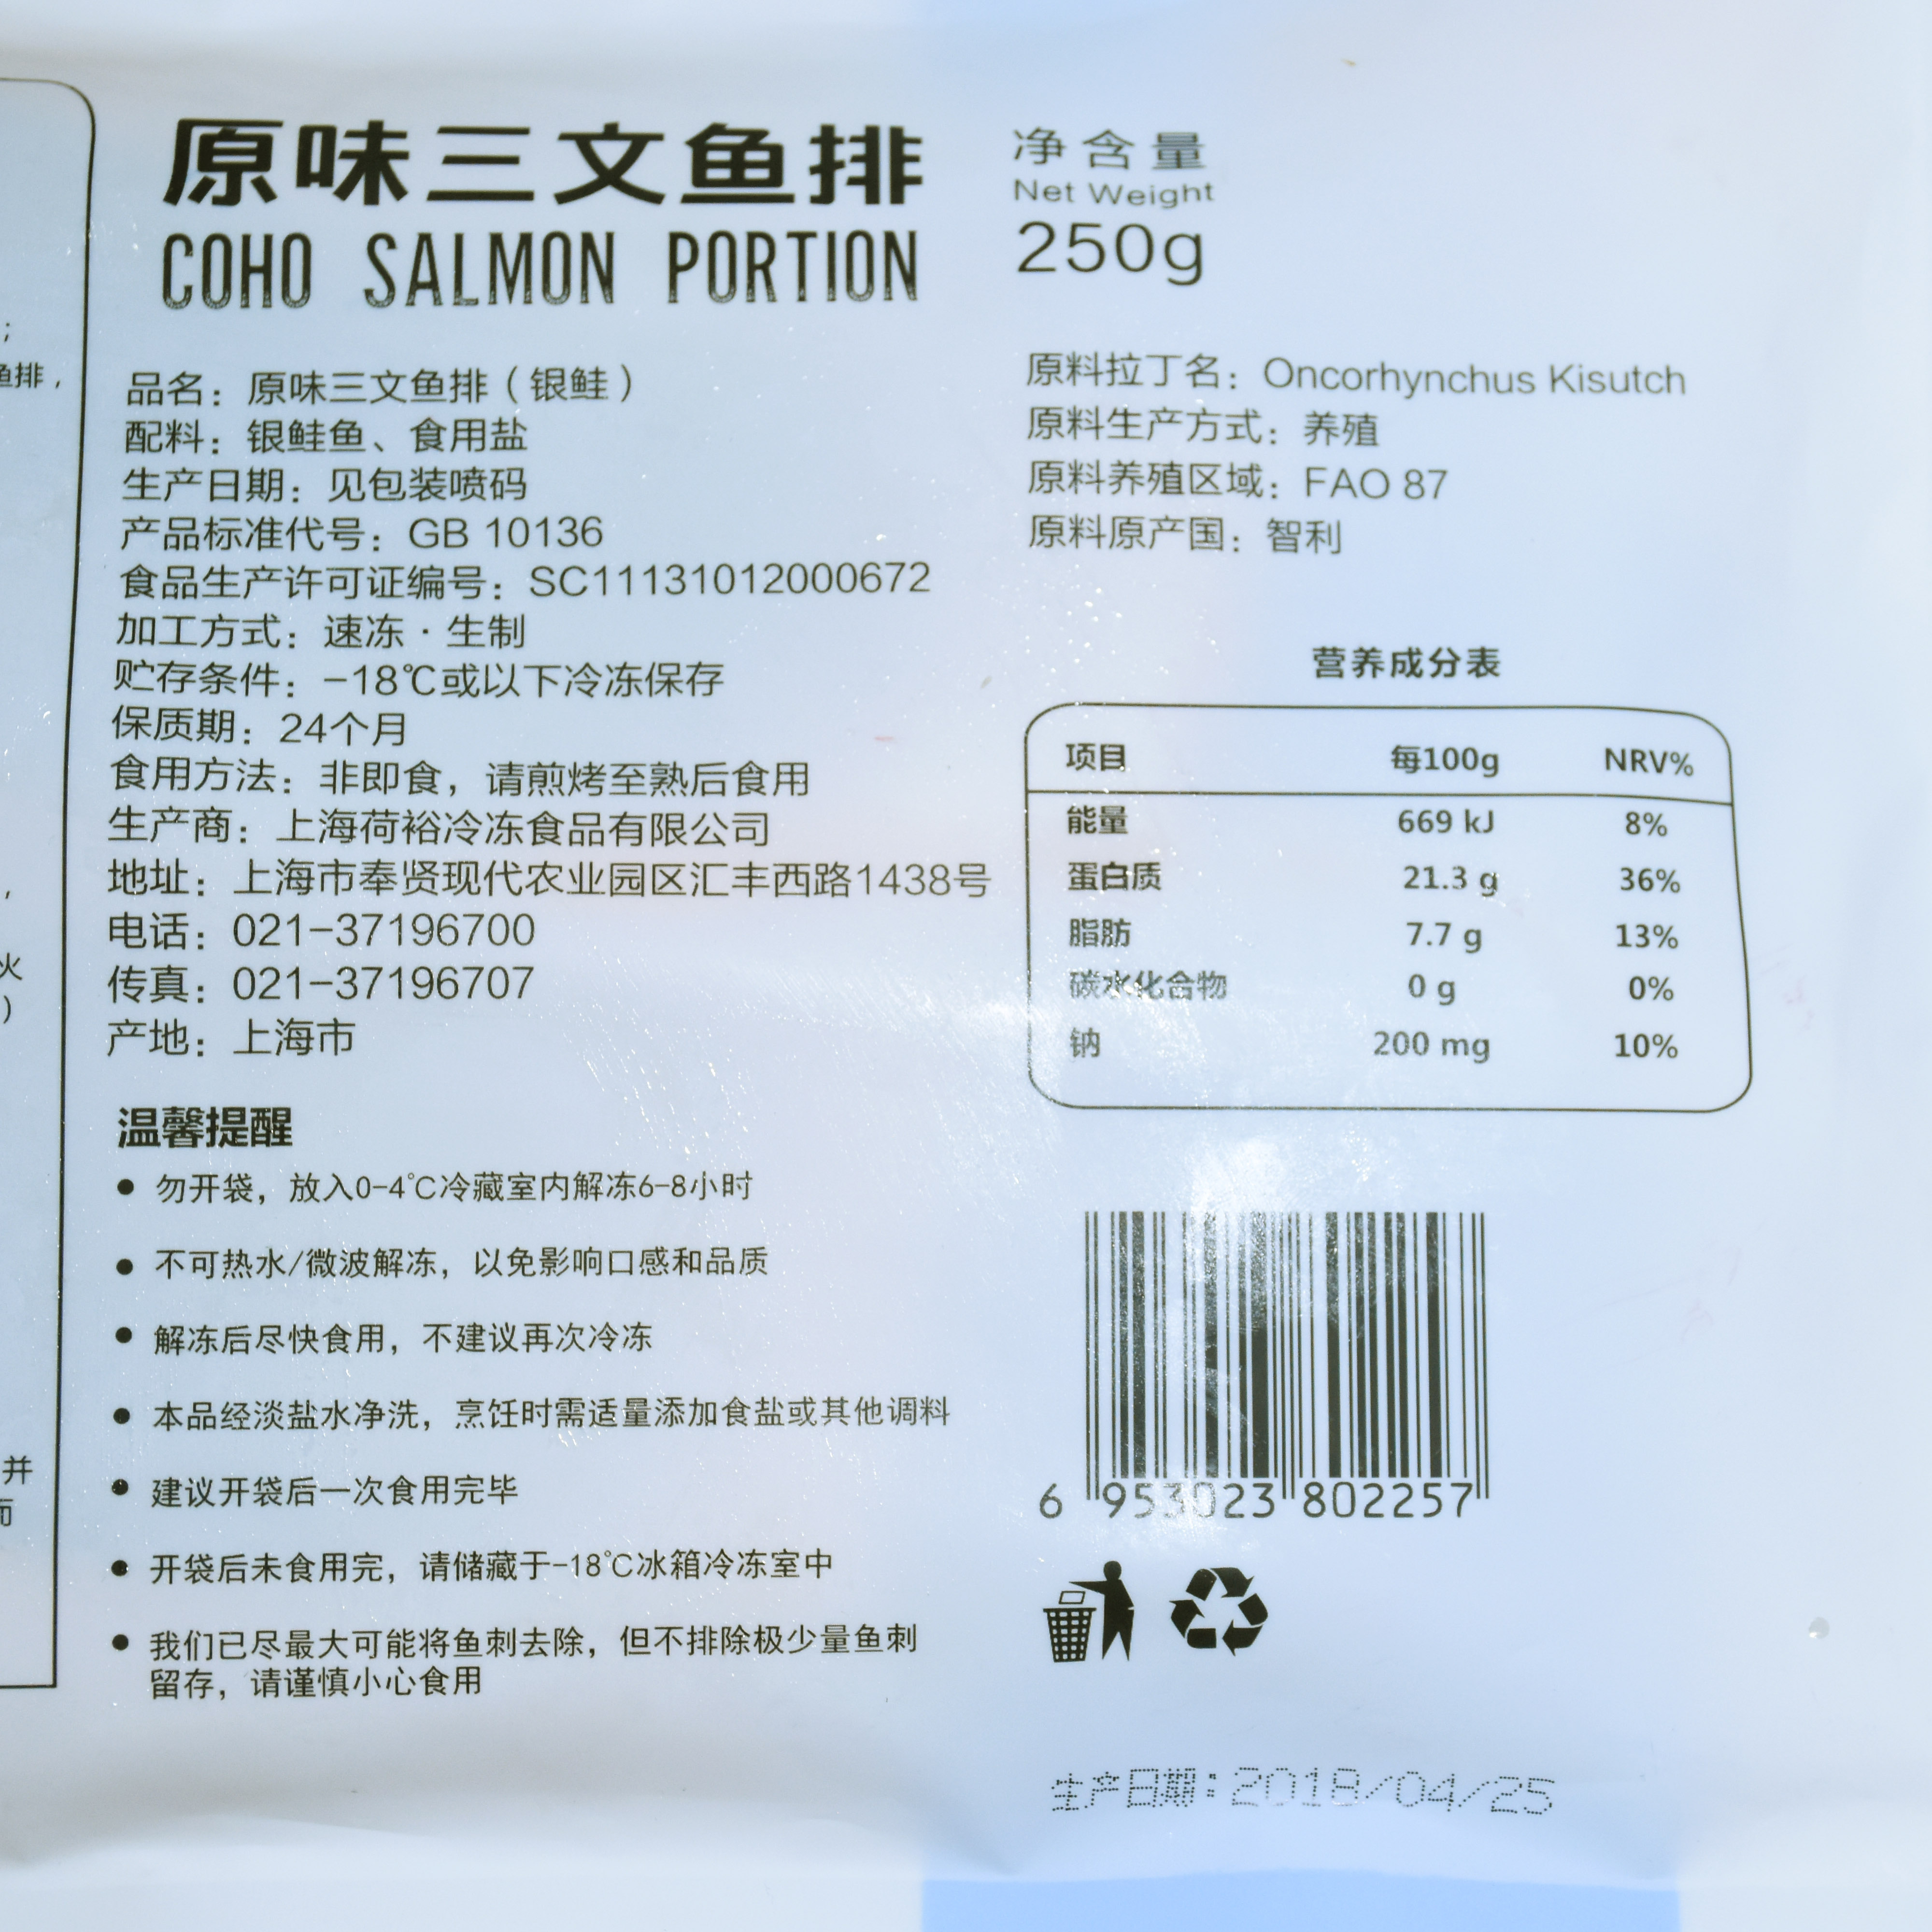 ；
鱼排，
，
火
）
并
而
原味三文鱼排
COHO SALMON PORTION
品名：原味三文鱼排（银鲑）
配料：银鲑鱼、食用盐
生产日期：见包装喷码
产品标准代号：GB 10136
食品生产许可证编号：SC11131012000672
加工方式：速冻·生制
贮存条件：-18℃或以下冷冻保存
保质期：24个月
食用方法：非即食，请煎烤至熟后食用
生产商：上海荷裕冷冻食品有限公司
地址：上海市奉贤现代农业园区汇丰西路1438号
电话：021-37196700
传真：021-37196707
产地：上海市
温馨提醒
● 勿开袋，放入0-4℃冷藏室内解冻6-8小时
● 不可热水/微波解冻，以免影响口感和品质
● 解冻后尽快食用，不建议再次冷冻
● 本品经淡盐水净洗，烹饪时需适量添加食盐或其他调料
● 建议开袋后一次食用完毕
● 开袋后未食用完，请储藏于-18℃冰箱冷冻室中
● 我们已尽最大可能将鱼刺去除，但不排除极少量鱼刺
留存，请谨慎小心食用
净含量
Net Weight
250g
原料拉丁名：Oncorhynchus Kisutch
原料生产方式：养殖
原料养殖区域：FAO 87
原料原产国：智利
营养成分表
项目 每100g NRV%
能量 669 kJ 8%
蛋白质 21.3 g 36%
脂肪 7.7 g 13%
碳水化合物 0 g 0%
钠 200 mg 10%
6 953023 802257
生产日期：2018/04/25